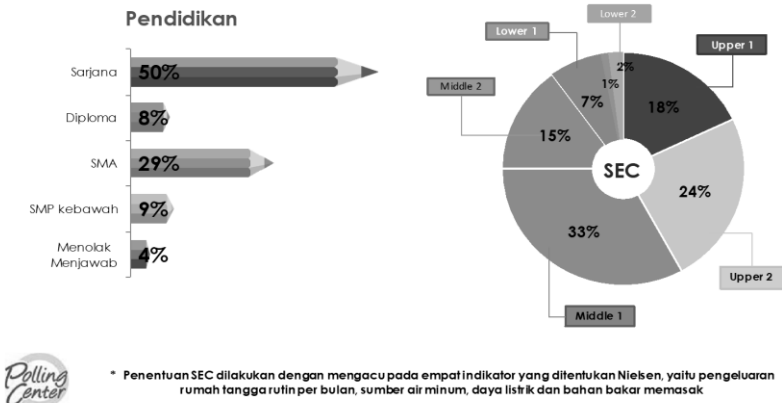 Pendidikan
Sarjana
50%
Diploma
8%
SMA
29%
SMP kebawah
9%
Menolak
Menjawab
4%
Lower 2
Lower 1
Upper 1
Middle 2
2%
1%
7%
18%
15%
SEC
24%
33%
Upper 2
Middle 1
Polling
Center
* Penentuan SEC dilakukan dengan mengacu pada empat indikator yang ditentukan Nielsen, yaitu pengeluaran
rumah tangga rutin per bulan, sumber air minum, daya listrik dan bahan bakar memasak